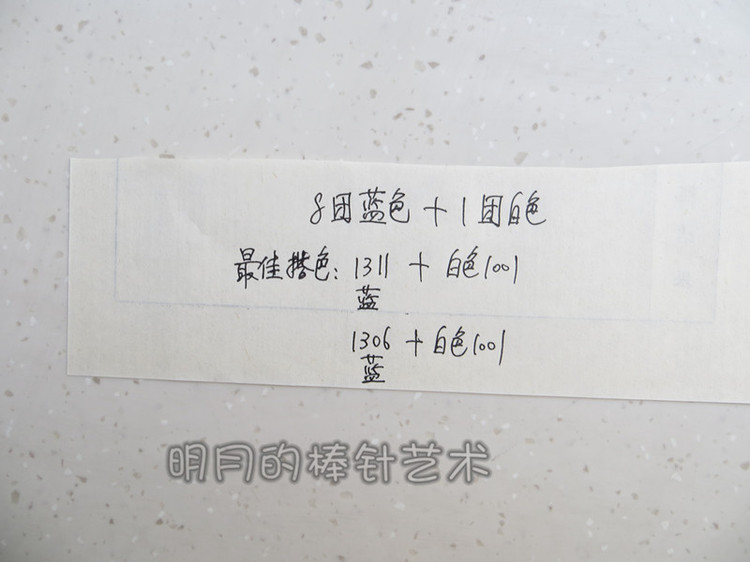 8团蓝色+1团白色
最佳搭色：1311+白色1001
蓝
1306+白色1001
蓝
明月的棒针艺术